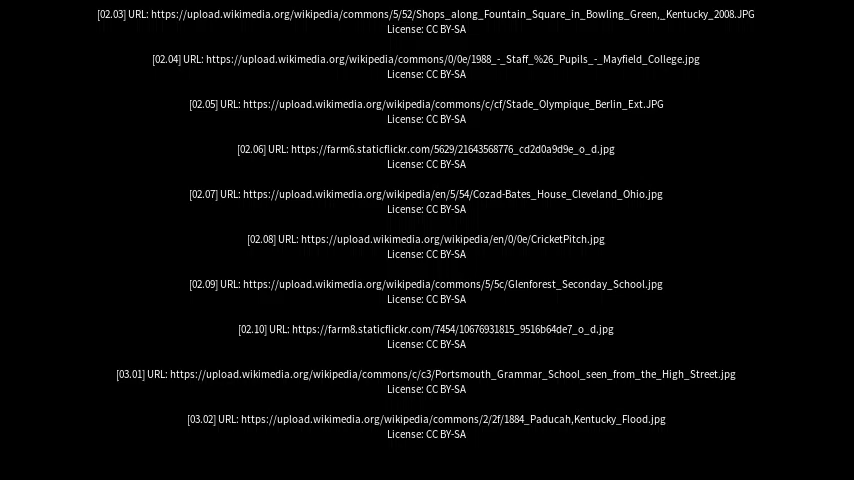 [02.03] URL: https://upload.wikimedia.org/wikipedia/commons/5/52/Shops_along_Fountain_Square_in_Bowling_Green,_Kentucky_2008.JPG
License: CC BY-SA
[02.04] URL: https://upload.wikimedia.org/wikipedia/commons/0/0e/1988_-_Staff_%26_Pupils_-_Mayfield_College.jpg
License: CC BY-SA
[02.05] URL: https://upload.wikimedia.org/wikipedia/commons/c/cf/Stade_Olympique_Berlin_Ext.JPG
License: CC BY-SA
[02.06] URL: https://farm6.staticflickr.com/5629/21643568776_cd2d0a9d9e_o_d.jpg
License: CC BY-SA
[02.07] URL: https://upload.wikimedia.org/wikipedia/en/5/54/Cozad-Bates_House_Cleveland_Ohio.jpg
License: CC BY-SA
[02.08] URL: https://upload.wikimedia.org/wikipedia/en/0/0e/CricketPitch.jpg
License: CC BY-SA
[02.09] URL: https://upload.wikimedia.org/wikipedia/commons/5/5c/Glenforest_Seconday_School.jpg
License: CC BY-SA
[02.10] URL: https://farm8.staticflickr.com/7454/10676931815_9516b64de7_o_d.jpg
License: CC BY-SA
[03.01] URL: https://upload.wikimedia.org/wikipedia/commons/c/c3/Portsmouth_Grammar_School_seen_from_the_High_Street.jpg
License: CC BY-SA
[03.02] URL: https://upload.wikimedia.org/wikipedia/commons/2/2f/1884_Paducah,Kentucky_Flood.jpg
License: CC BY-SA